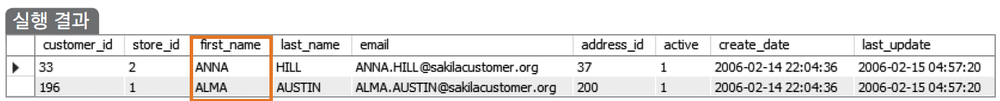 실행 결과
customer_id store_id first_name last_name email address_id active create_date last_update
33 2 ANNA HILL ANNA.HILL@sakilacustomer.org 37 1 2006-02-14 22:04:36 2006-02-15 04:57:20
196 1 ALMA AUSTIN ALMA.AUSTIN@sakilacustomer.org 200 1 2006-02-14 22:04:36 2006-02-15 04:57:20